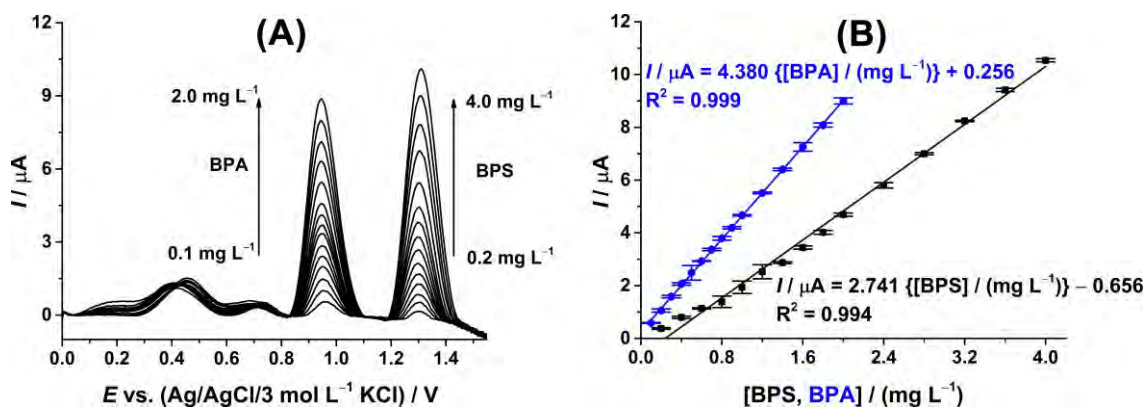 (A)
12
9
6
3
0
I / μA
2.0 mg L⁻¹
BPA
0.1 mg L⁻¹
4.0 mg L⁻¹
BPS
0.2 mg L⁻¹
0.0 0.2 0.4 0.6 0.8 1.0 1.2 1.4
E vs. (Ag/AgCl/3 mol L⁻¹ KCl) / V
(B)
12
10
8
6
4
2
0
I / μA
I / μA = 4.380 {[BPA] / (mg L⁻¹)} + 0.256
R² = 0.999
I / μA = 2.741 {[BPS] / (mg L⁻¹)} − 0.656
R² = 0.994
0.0 0.8 1.6 2.4 3.2 4.0
[BPS, BPA] / (mg L⁻¹)